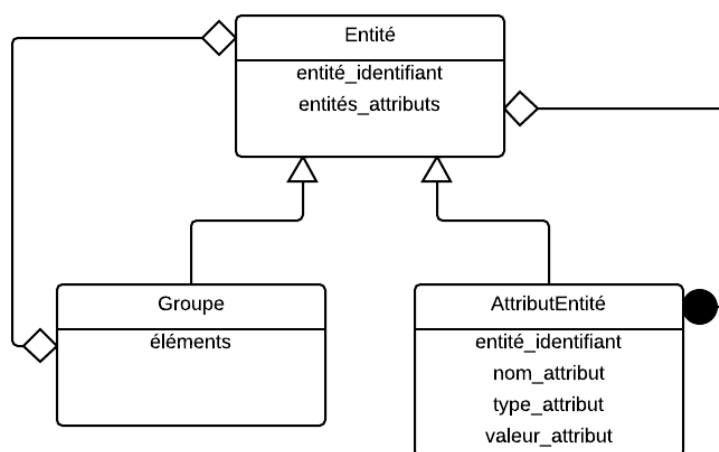 Entité
entité_identifiant
entités_attributs
Groupe
éléments
AttributEntité
entité_identifiant
nom_attribut
type_attribut
valeur_attribut